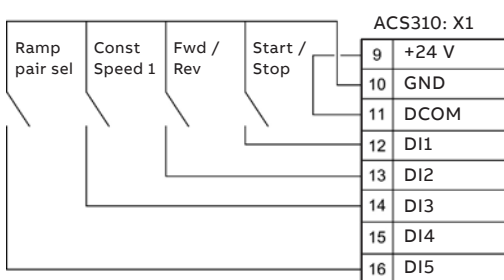 ACS310: X1
Ramp
pair sel
Const
Speed 1
Fwd /
Rev
Start /
Stop
9 +24 V
10 GND
11 DCOM
12 DI1
13 DI2
14 DI3
15 DI4
16 DI5